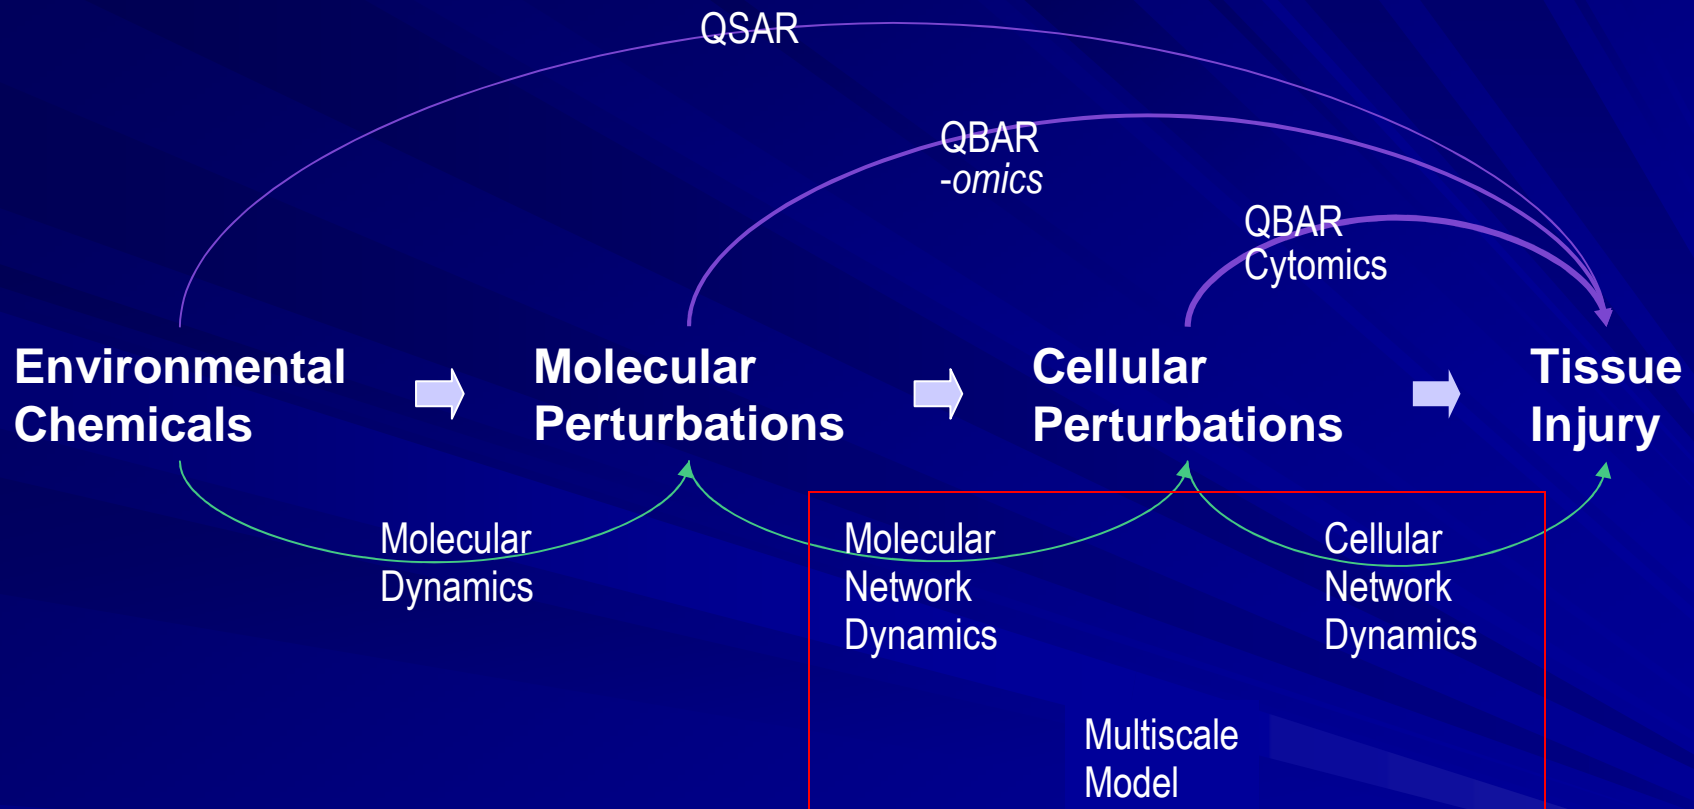 QSAR
QBAR
-omics
QBAR
Cytomics
Environmental
Chemicals
Molecular
Perturbations
Cellular
Perturbations
Tissue
Injury
Molecular
Dynamics
Molecular
Network
Dynamics
Cellular
Network
Dynamics
Multiscale
Model